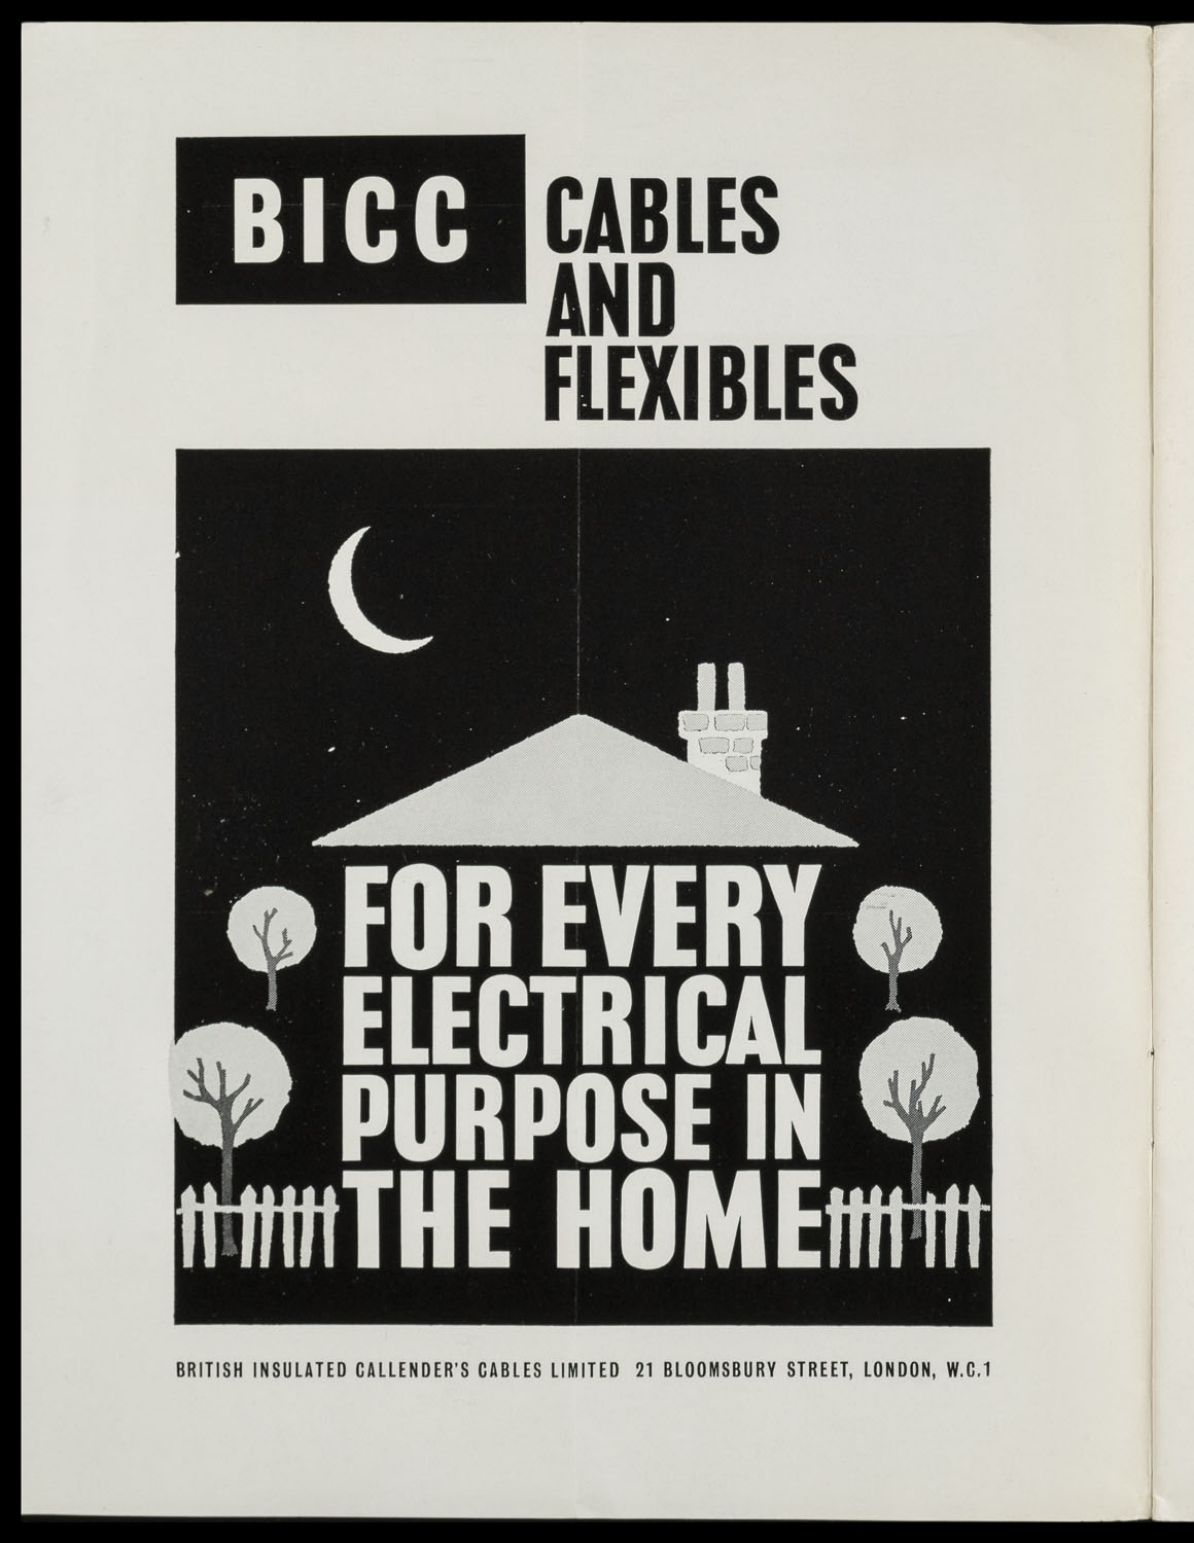 BICC
CABLES
AND
FLEXIBLES
FOR EVERY
ELECTRICAL
PURPOSE IN
THE HOME
BRITISH INSULATED CALLENDER'S CABLES LIMITED 21 BLOOMSBURY STREET, LONDON, W.C.1